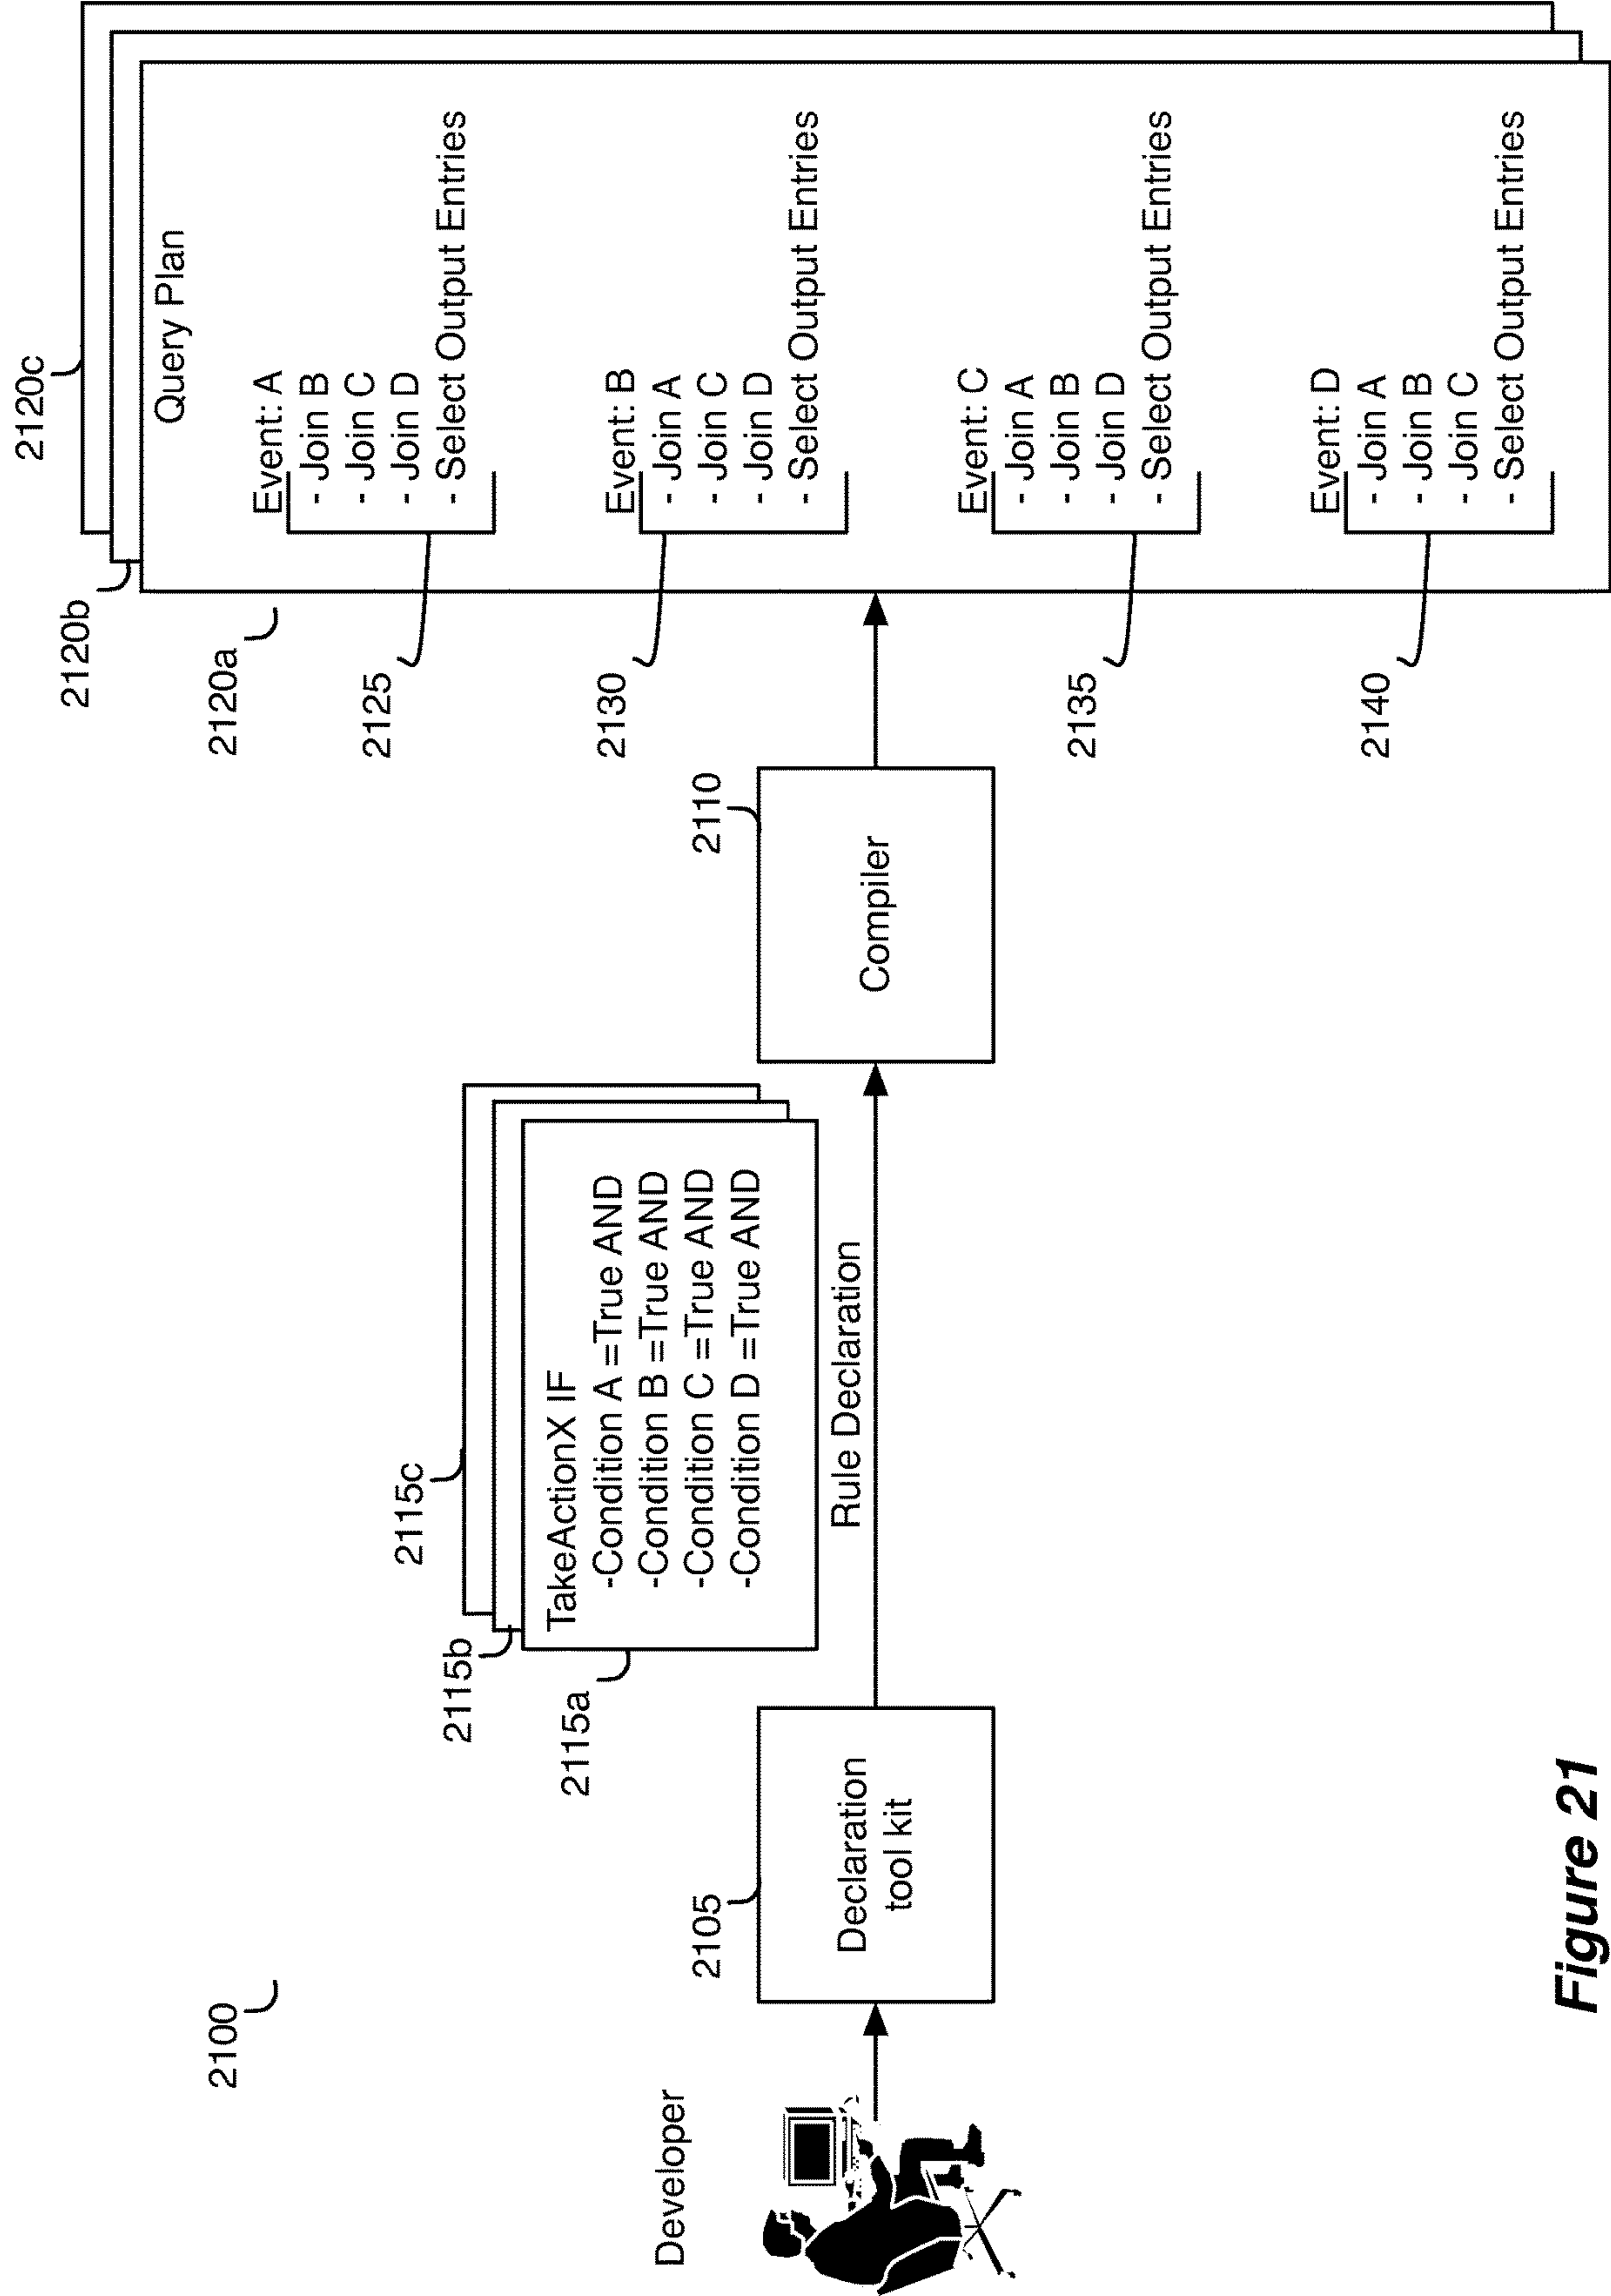 2100
Developer
2105
Declaration
tool kit
2115a
2115b
2115c
TakeActionX IF
-Condition A =True AND
-Condition B =True AND
-Condition C =True AND
-Condition D =True AND
Rule Declaration
2110
Compiler
2120a
2120b
2120c
Query Plan
2125
Event: A
- Join B
- Join C
- Join D
- Select Output Entries
2130
Event: B
- Join A
- Join C
- Join D
- Select Output Entries
2135
Event: C
- Join A
- Join B
- Join D
- Select Output Entries
2140
Event: D
- Join A
- Join B
- Join C
- Select Output Entries
Figure 21